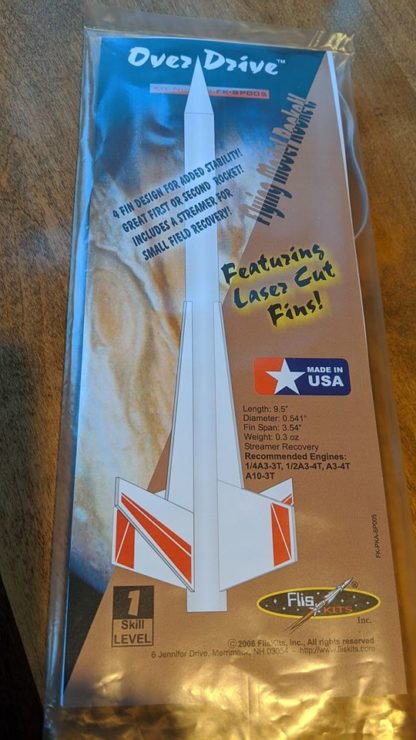 Over Drive™
Flying Model Rocket!
4 FIN DESIGN FOR ADDED STABILITY!
GREAT FIRST OR SECOND ROCKET!
INCLUDES A STREAMER FOR
SMALL FIELD RECOVERY!
Featuring
Laser Cut
Fins!
MADE IN
USA
Length: 9.5"
Diameter: 0.541"
Fin Span: 3.54"
Weight: 0.3 oz
Streamer Recovery
Recommended Engines:
1/4A3-3T, 1/2A3-4T, A3-4T
A10-3T
1
Skill
LEVEL
Flis
KITS
®
Inc.
©2006 FlisKits, Inc., All rights reserved
6 Jennifer Drive, Merrimack, NH 03054 - http://www.fliskits.com